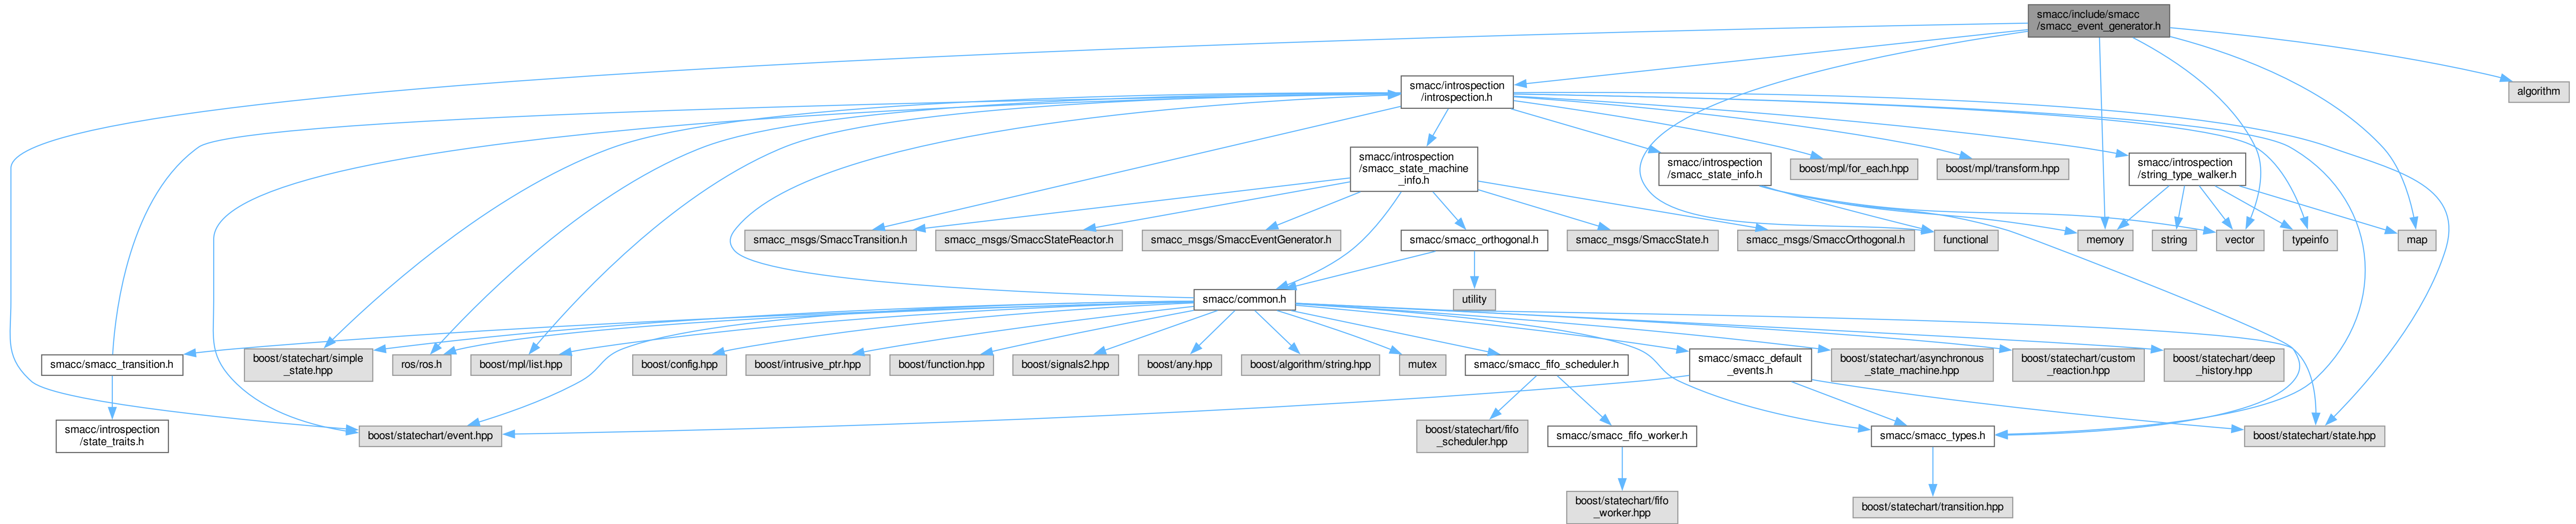 smacc/include/smacc
/smacc_event_generator.h
smacc/introspection
/introspection.h
algorithm
smacc/introspection
/smacc_state_machine
_info.h
smacc/introspection
/smacc_state_info.h
boost/mpl/for_each.hpp
boost/mpl/transform.hpp
smacc/introspection
/string_type_walker.h
smacc_msgs/SmaccTransition.h
smacc_msgs/SmaccStateReactor.h
smacc_msgs/SmaccEventGenerator.h
smacc/smacc_orthogonal.h
smacc_msgs/SmaccState.h
smacc_msgs/SmaccOrthogonal.h
functional
memory
string
vector
typeinfo
map
smacc/common.h
utility
smacc/smacc_transition.h
boost/statechart/simple
_state.hpp
ros/ros.h
boost/mpl/list.hpp
boost/config.hpp
boost/intrusive_ptr.hpp
boost/function.hpp
boost/signals2.hpp
boost/any.hpp
boost/algorithm/string.hpp
mutex
smacc/smacc_fifo_scheduler.h
smacc/smacc_default
_events.h
boost/statechart/asynchronous
_state_machine.hpp
boost/statechart/custom
_reaction.hpp
boost/statechart/deep
_history.hpp
smacc/introspection
/state_traits.h
boost/statechart/event.hpp
boost/statechart/fifo
_scheduler.hpp
smacc/smacc_fifo_worker.h
smacc/smacc_types.h
boost/statechart/state.hpp
boost/statechart/fifo
_worker.hpp
boost/statechart/transition.hpp